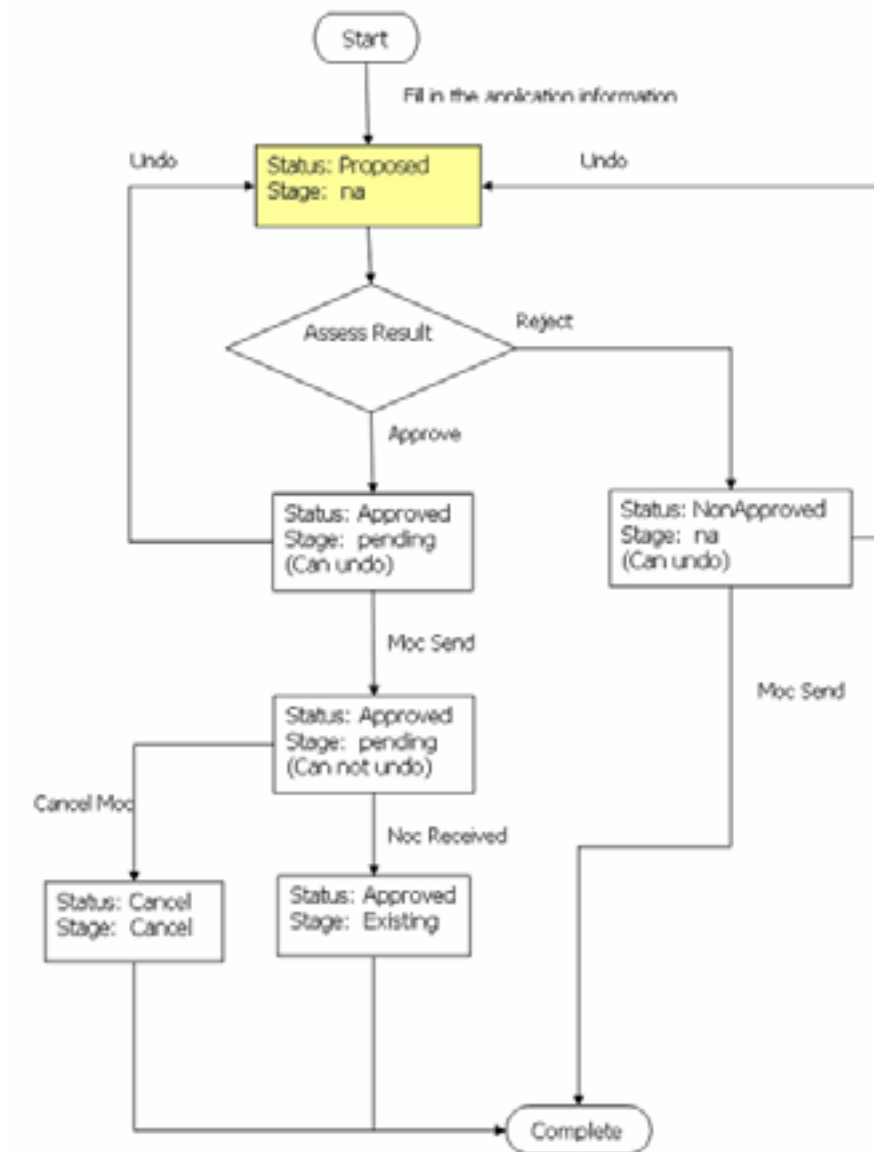 Start
Fill in the application information
Undo
Undo
Status: Proposed
Stage: na
Assess Result
Reject
Approve
Status: Approved
Stage: pending
(Can undo)
Status: NonApproved
Stage: na
(Can undo)
Moc Send
Moc Send
Status: Approved
Stage: pending
(Can not undo)
Cancel Moc
Noc Received
Status: Cancel
Stage: Cancel
Status: Approved
Stage: Existing
Complete